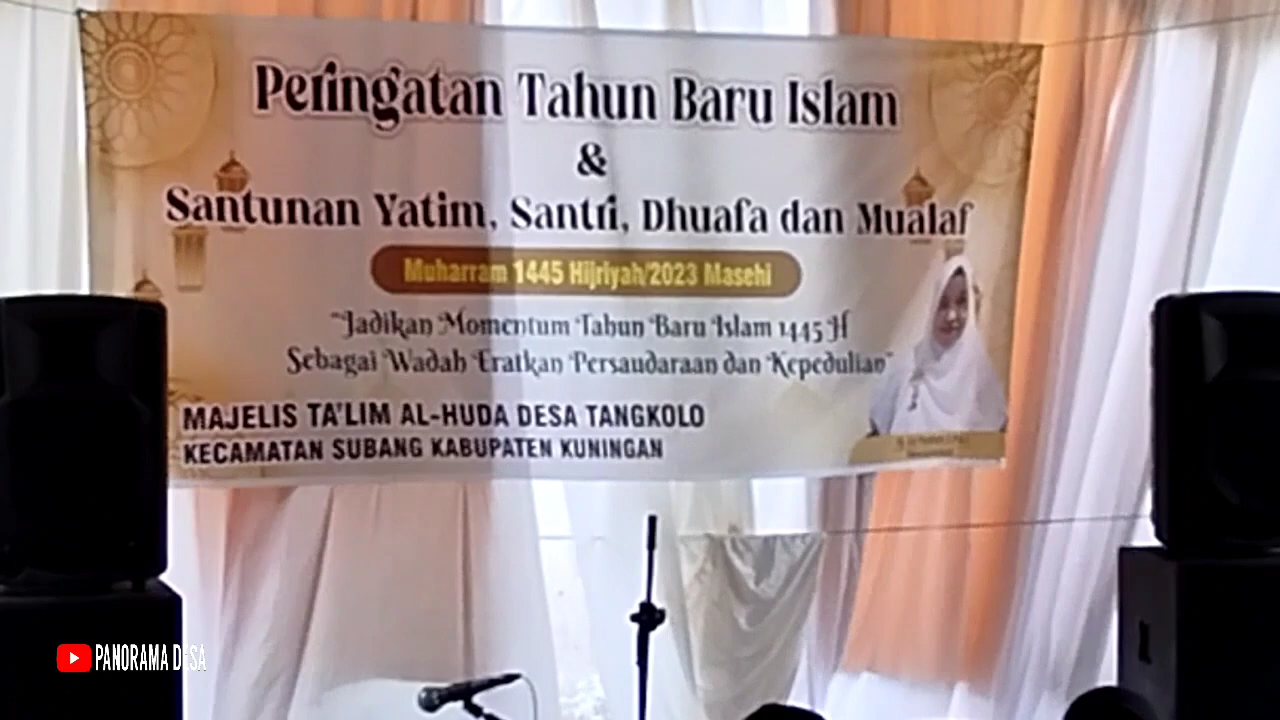 Peringatan Tahun Baru Islam
&
Santunan Yatim, Santri, Dhuafa dan Mualaf
Muharram 1445 Hijriyah/2023 Masehi
"Jadikan Momentum Tahun Baru Islam 1445 H
Sebagai Wadah Eratkan Persaudaraan dan Kepedulian"
MAJELIS TA'LIM AL-HUDA DESA TANGKOLO
KECAMATAN SUBANG KABUPATEN KUNINGAN
PANORAMA DESA